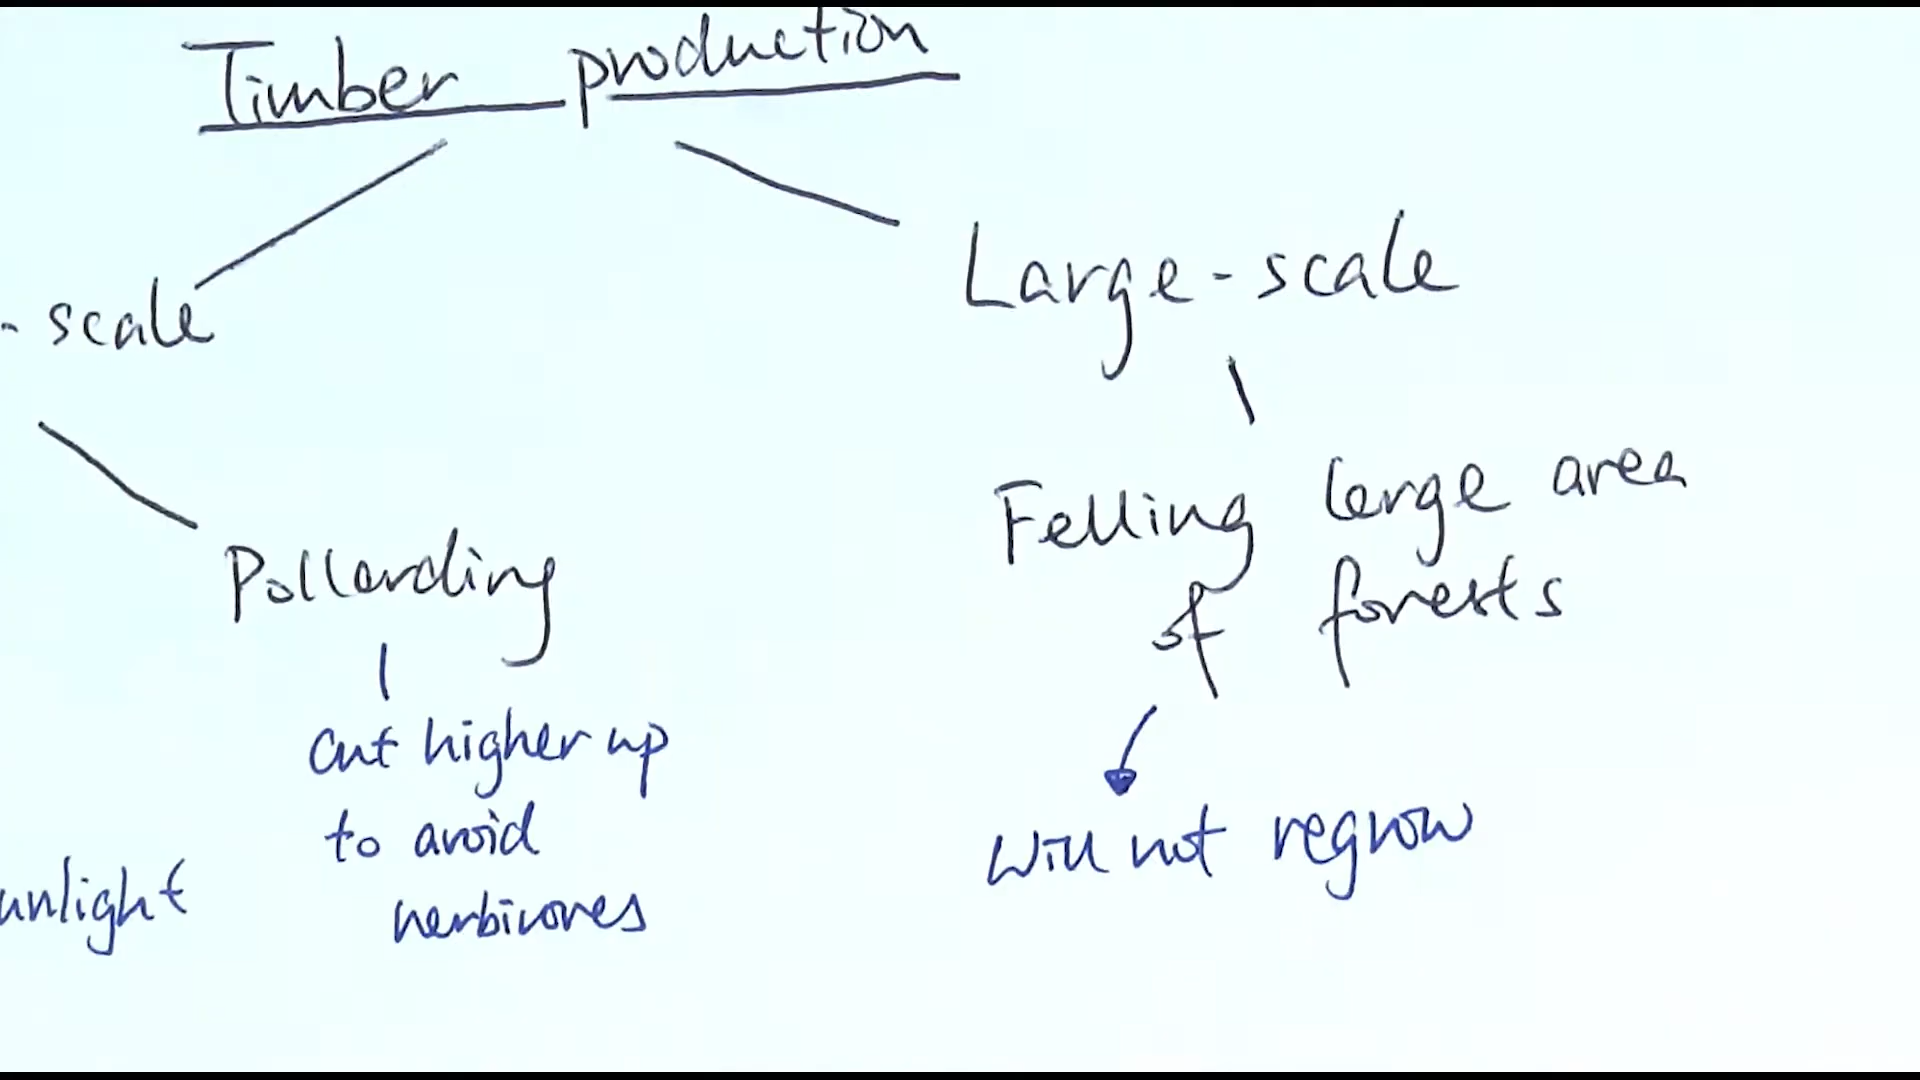 Timber production
- scale
Large-scale
Pollarding
Felling large area
of forests
cut higher up
to avoid
herbivores
will not regrow
unlight